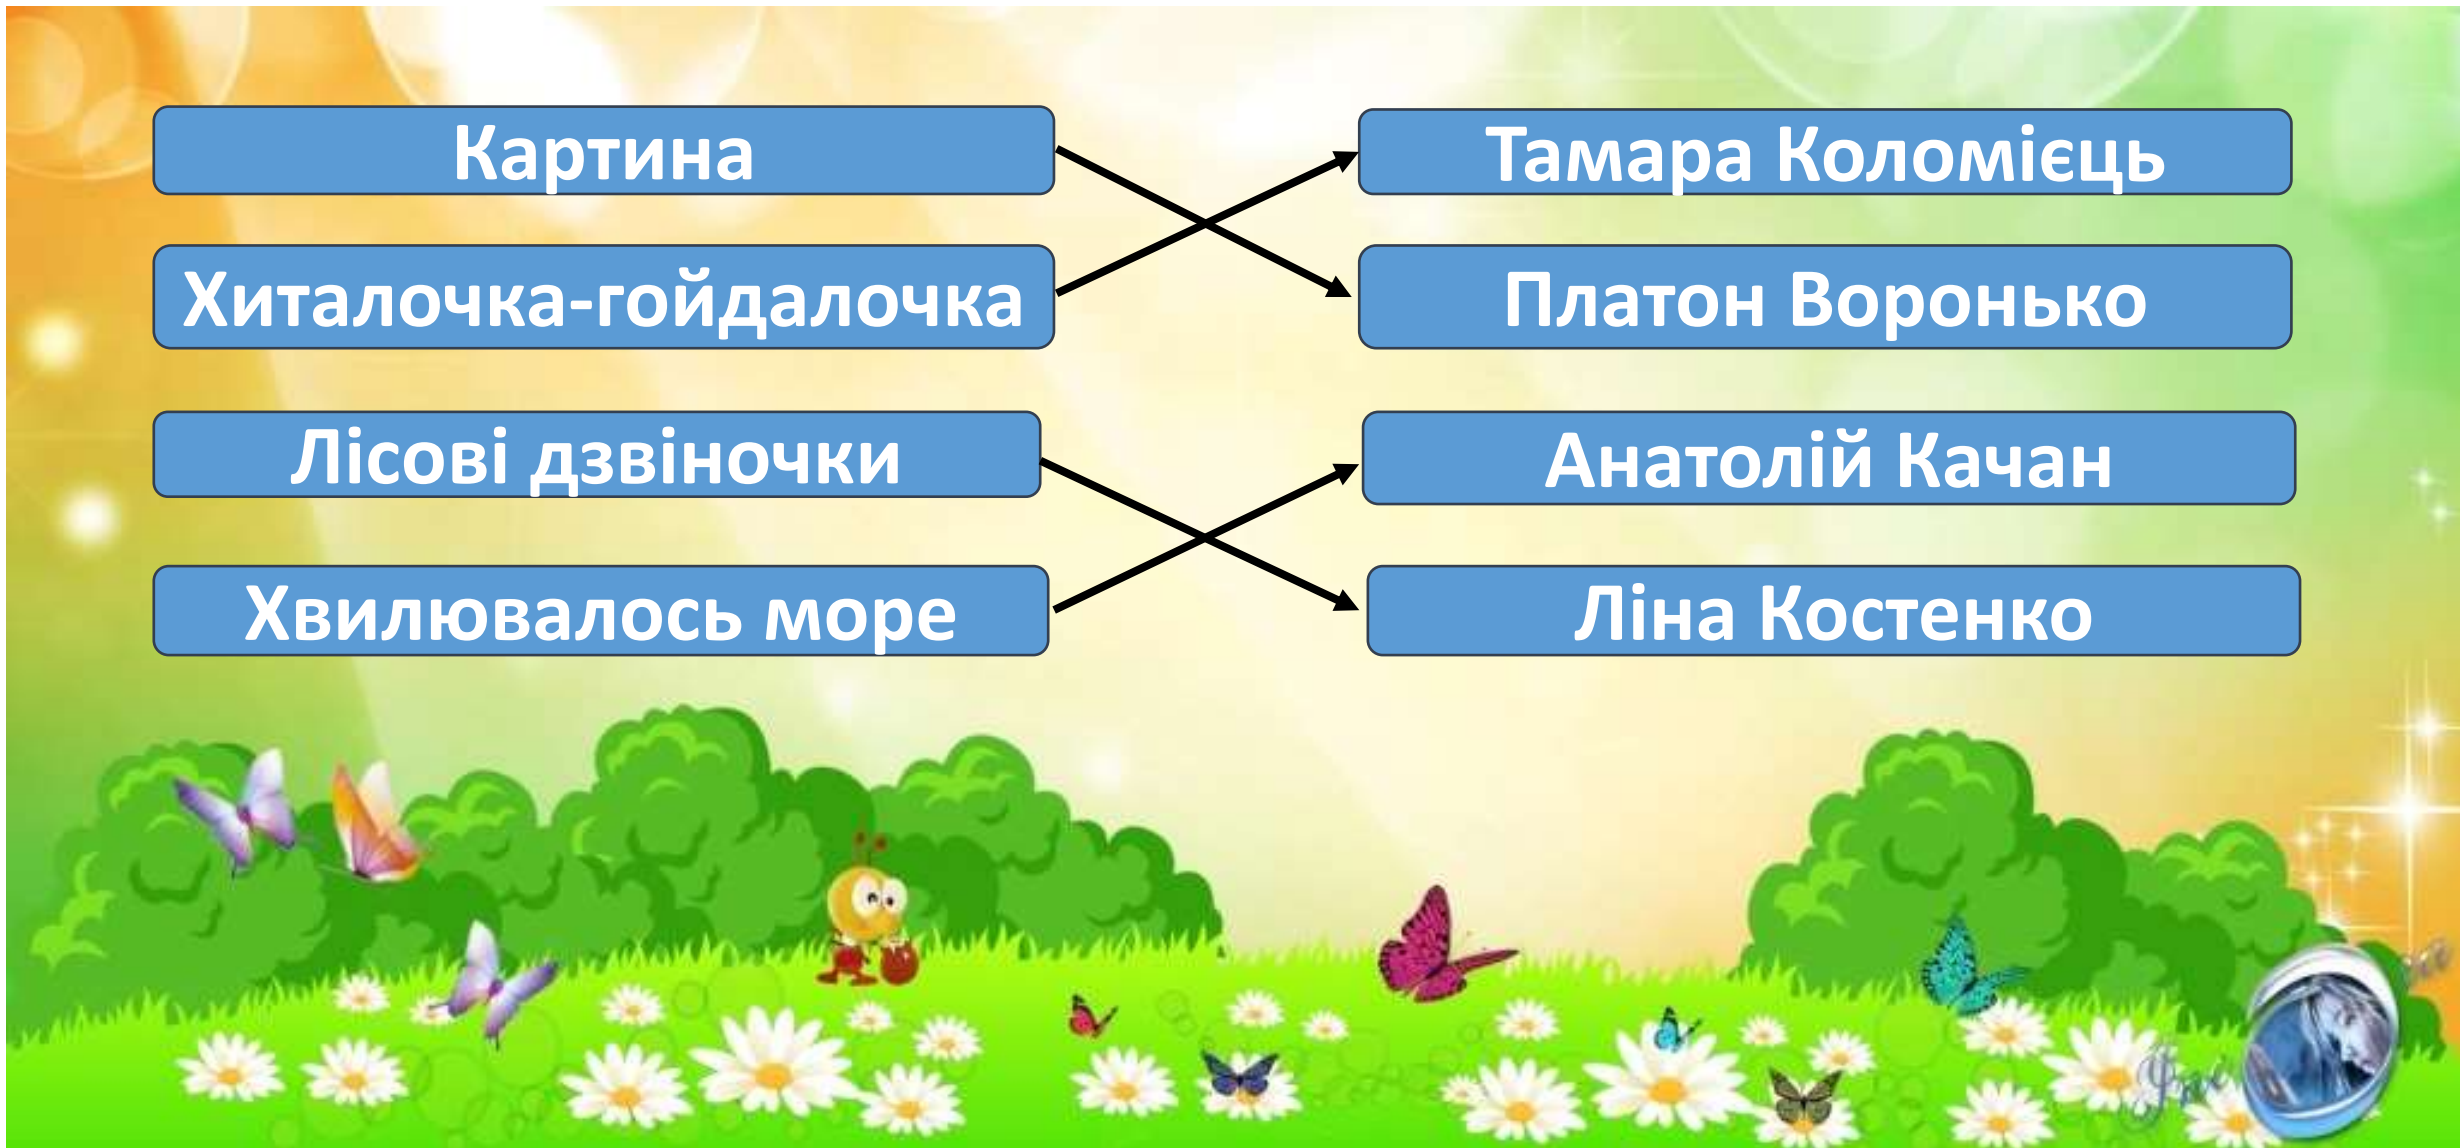 Картина
Тамара Коломієць
Хиталочка-гойдалочка
Платон Воронько
Лісові дзвіночки
Анатолій Качан
Хвилювалось море
Ліна Костенко